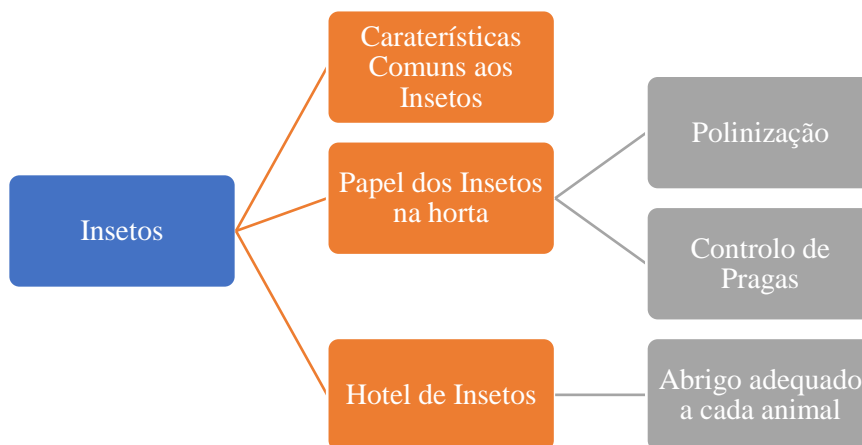 Insetos
Caraterísticas
Comuns aos
Insetos
Papel dos Insetos
na horta
Polinização
Controlo de
Pragas
Hotel de Insetos
Abrigo adequado
a cada animal